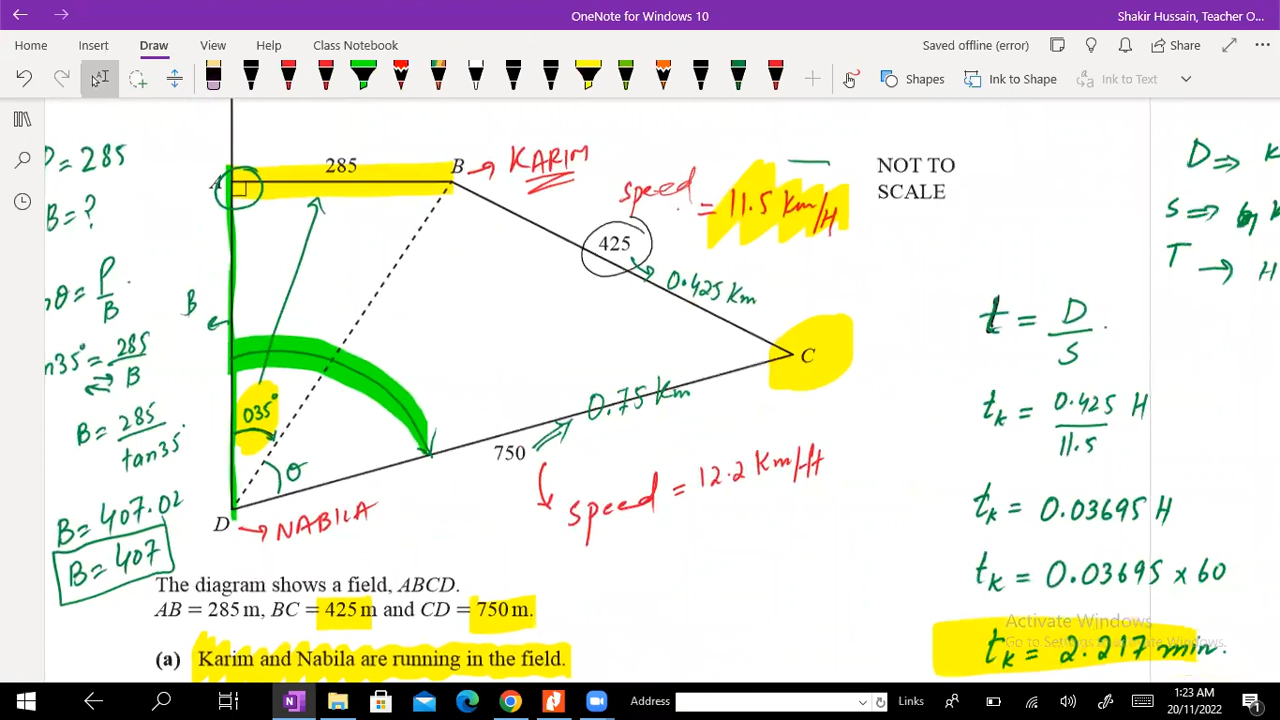 OneNote for Windows 10
Shakir Hussain, Teacher O...
Home Insert Draw View Help Class Notebook
Saved offline (error) Share
Shapes Ink to Shape Ink to Text
285
A
B → KARIM
NOT TO
SCALE
speed
= 11.5 Km/H
425
0.425 Km
B
C
035°
θ
0.75 Km
750
speed = 12.2 Km/H
D → NABILA
= 285
B = ?
θ = P/B
35° = 285/B
B = 285/tan35°
B = 407.02
B = 407
D ⇒ K
S ⇒ K
T → H
t = D/S
tk = 0.425/11.5 H
tk = 0.03695 H
tk = 0.03695 x 60
tk = 2.217 min.
The diagram shows a field, ABCD.
AB = 285 m, BC = 425 m and CD = 750 m.
(a) Karim and Nabila are running in the field.
Activate Windows
Address
Links
1:23 AM
20/11/2022